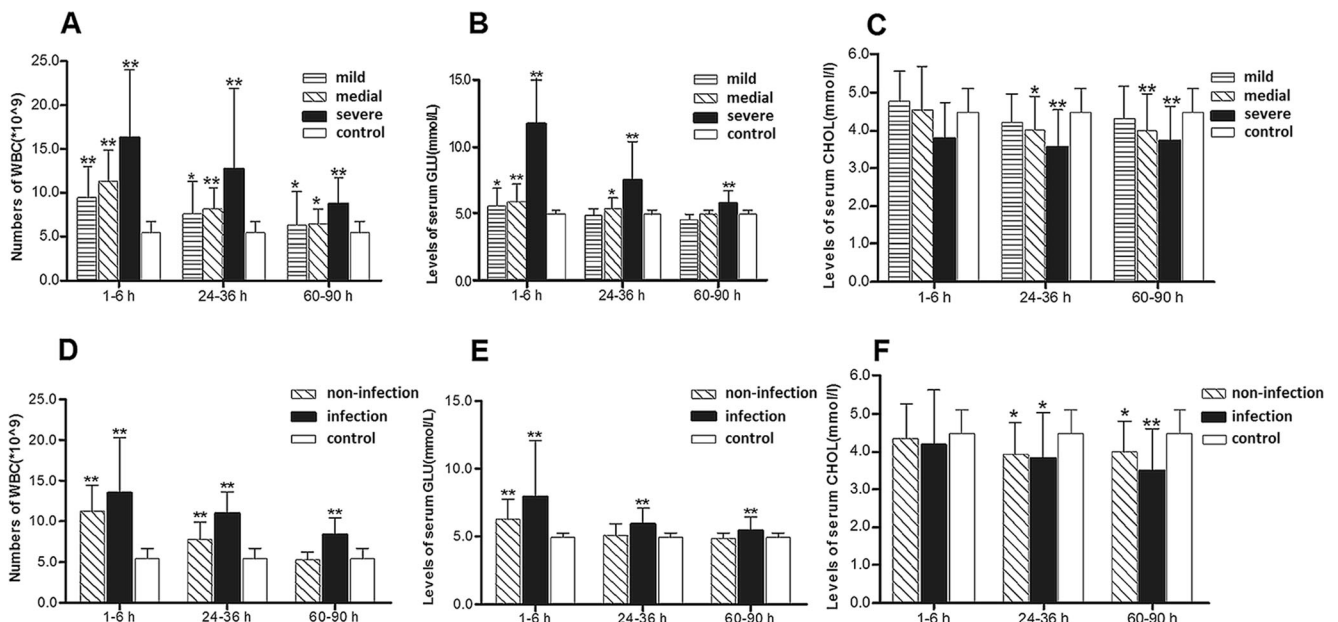 A
Numbers of WBC(*10^9)
25.0
20.0
15.0
10.0
5.0
0.0
** ** **
* ** **
* * **
mild
medial
severe
control
1-6 h 24-36 h 60-90 h
B
Levels of serum GLU(mmol/L)
15.0
10.0
5.0
0.0
* ** **
* **
**
mild
medial
severe
control
1-6 h 24-36 h 60-90 h
C
Levels of serum CHOL(mmol/l)
6.0
5.0
4.0
3.0
2.0
1.0
0.0
* **
** **
mild
medial
severe
control
1-6 h 24-36 h 60-90 h
D
Numbers of WBC(*10^9)
25.0
20.0
15.0
10.0
5.0
0.0
** **
** **
**
non-infection
infection
control
1-6 h 24-36 h 60-90 h
E
Levels of serum GLU(mmol/L)
15.0
10.0
5.0
0.0
** **
**
**
non-infection
infection
control
1-6 h 24-36 h 60-90 h
F
Levels of serum CHOL(mmol/l)
6.0
5.0
4.0
3.0
2.0
1.0
0.0
* *
* **
non-infection
infection
control
1-6 h 24-36 h 60-90 h